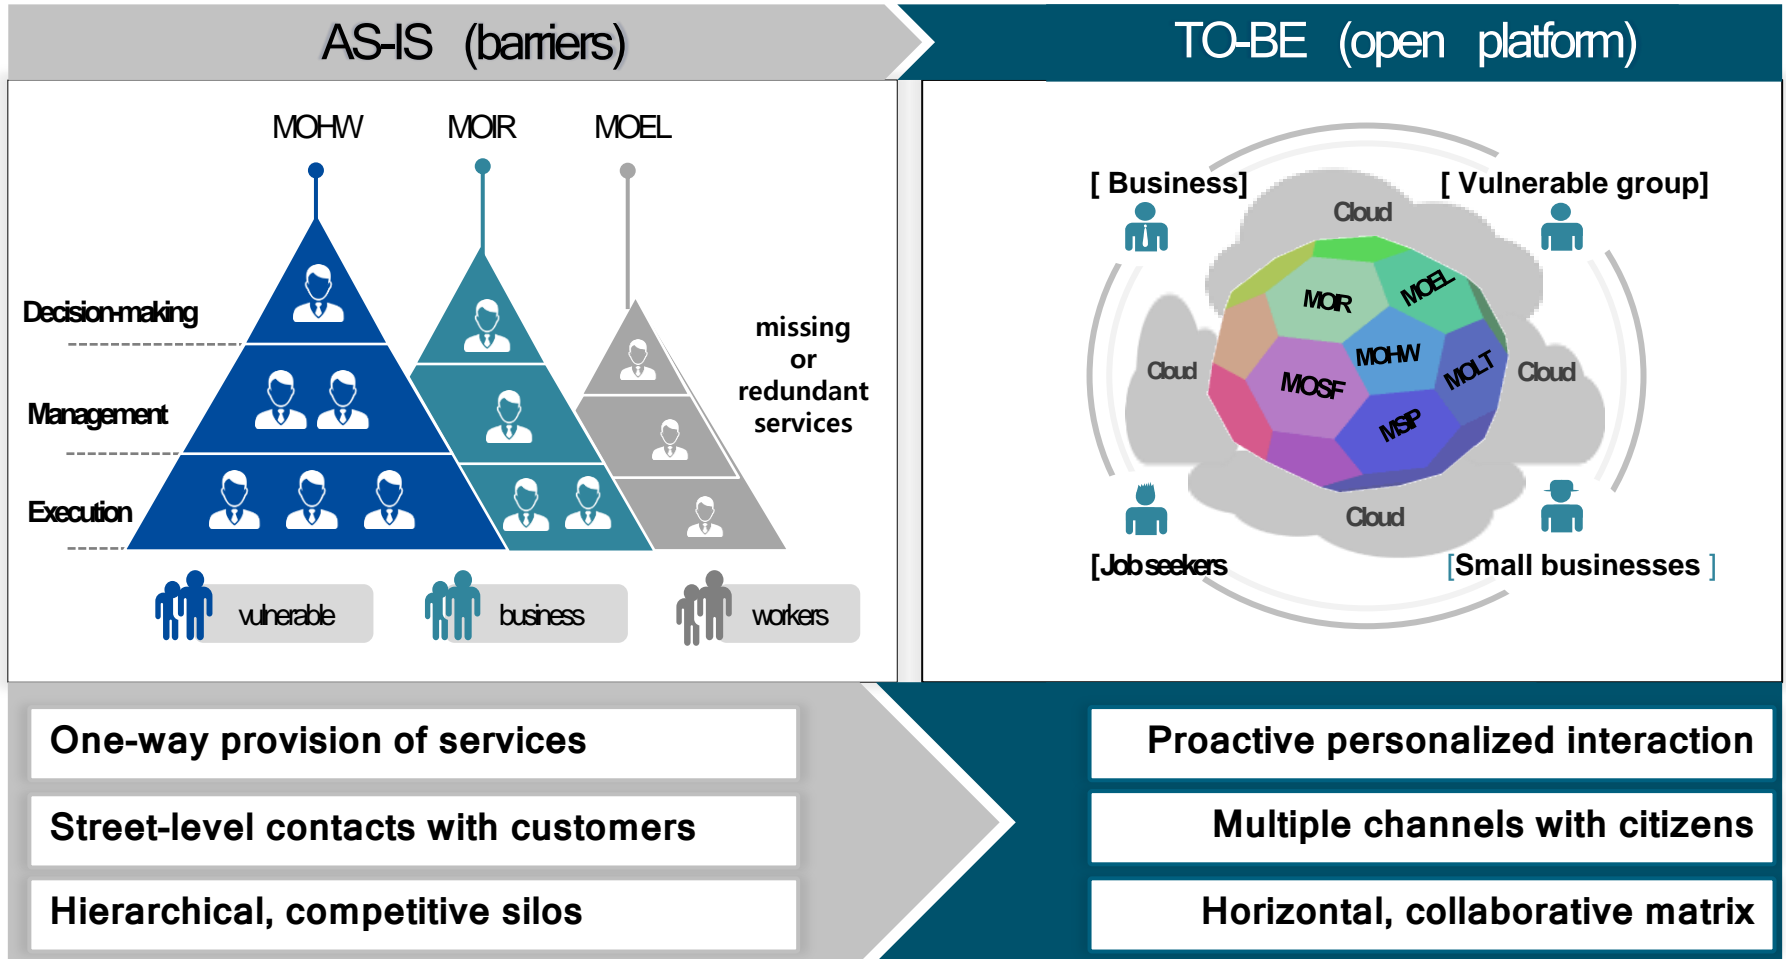 AS-IS (barriers)
TO-BE (open platform)
MOHW
MOIR
MOEL
Decision-making
Management
Execution
missing
or
redundant
services
vulnerable
business
workers
[ Business]
[ Vulnerable group]
Cloud
MOIR
MOEL
MOHW
MOLT
MOSF
MSIP
Cloud
Cloud
Cloud
[Job seekers
[Small businesses ]
One-way provision of services
Street-level contacts with customers
Hierarchical, competitive silos
Proactive personalized interaction
Multiple channels with citizens
Horizontal, collaborative matrix